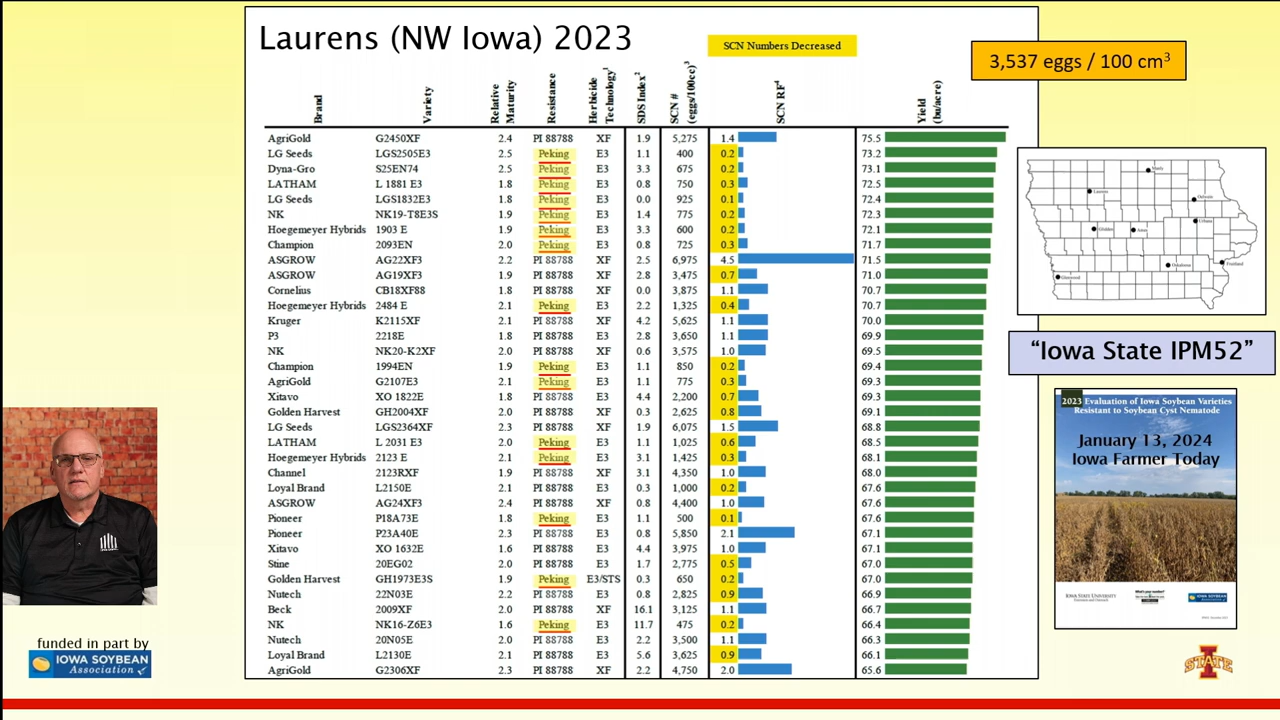 Laurens (NW Iowa) 2023
SCN Numbers Decreased
3,537 eggs / 100 cm³
Brand Variety Relative Maturity Resistance Herbicide Technology¹ SDS Index² SCN # (eggs/100cc)³ SCN RF⁴ Yield (bu/acre)
AgriGold G2450XF 2.4 PI 88788 XF 1.9 5,275 1.4 75.5
LG Seeds LGS2505E3 2.5 Peking E3 1.1 400 0.2 73.2
Dyna-Gro S25EN74 2.5 Peking E3 3.3 675 0.2 73.1
LATHAM L 1881 E3 1.8 Peking E3 0.8 750 0.3 72.5
LG Seeds LGS1832E3 1.8 Peking E3 0.0 925 0.1 72.4
NK NK19-T8E3S 1.9 Peking E3 1.4 775 0.2 72.3
Hoegemeyer Hybrids 1903 E 1.9 Peking E3 3.3 600 0.2 72.1
Champion 2093EN 2.0 Peking E3 0.8 725 0.3 71.7
ASGROW AG22XF3 2.2 PI 88788 XF 2.5 6,975 4.5 71.5
ASGROW AG19XF3 1.9 PI 88788 XF 2.8 3,475 0.7 71.0
Cornelius CB18XF88 1.8 PI 88788 XF 0.0 3,875 1.1 70.7
Hoegemeyer Hybrids 2484 E 2.1 Peking E3 2.2 1,325 0.4 70.7
Kruger K2115XF 2.1 PI 88788 XF 4.2 5,625 1.1 70.0
P3 2218E 1.8 PI 88788 E3 2.8 3,650 1.1 69.9
NK NK20-K2XF 2.0 PI 88788 XF 0.6 3,575 1.0 69.5
Champion 1994EN 1.9 Peking E3 1.1 850 0.2 69.4
AgriGold G2107E3 2.1 Peking E3 1.1 775 0.3 69.3
Xitavo XO 1822E 1.8 PI 88788 E3 4.4 2,200 0.7 69.3
Golden Harvest GH2004XF 2.0 PI 88788 XF 0.3 2,625 0.8 69.1
LG Seeds LGS2364XF 2.3 PI 88788 XF 1.9 6,075 1.5 68.8
LATHAM L 2031 E3 2.0 Peking E3 1.1 1,025 0.6 68.5
Hoegemeyer Hybrids 2123 E 2.1 Peking E3 3.1 1,425 0.3 68.1
Channel 2123RXF 1.9 PI 88788 XF 3.1 4,350 1.0 68.0
Loyal Brand L2150E 2.1 PI 88788 E3 0.3 1,000 0.2 67.6
ASGROW AG24XF3 2.4 PI 88788 XF 0.8 4,400 1.0 67.6
Pioneer P18A73E 1.8 Peking E3 1.1 500 0.1 67.6
Pioneer P23A40E 2.3 PI 88788 E3 0.8 5,850 2.1 67.1
Xitavo XO 1632E 1.6 PI 88788 E3 4.4 3,975 1.0 67.1
Stine 20EG02 2.0 PI 88788 E3 1.7 2,775 0.5 67.0
Golden Harvest GH1973E3S 1.9 Peking E3/STS 0.3 650 0.2 67.0
Nutech 22N03E 2.2 PI 88788 E3 0.8 2,825 0.9 66.9
Beck 2009XF 2.0 PI 88788 XF 16.1 3,125 1.1 66.7
NK NK16-Z6E3 1.6 Peking E3 11.7 475 0.2 66.4
Nutech 20N05E 2.0 PI 88788 E3 2.2 3,500 1.1 66.3
Loyal Brand L2130E 2.1 PI 88788 E3 5.6 3,625 0.9 66.1
AgriGold G2306XF 2.3 PI 88788 XF 2.2 4,750 2.0 65.6
“Iowa State IPM52”
2023 Evaluation of Iowa Soybean Varieties
Resistant to Soybean Cyst Nematode
January 13, 2024
Iowa Farmer Today
IOWA STATE UNIVERSITY
funded in part by
IOWA SOYBEAN
Association
STATE